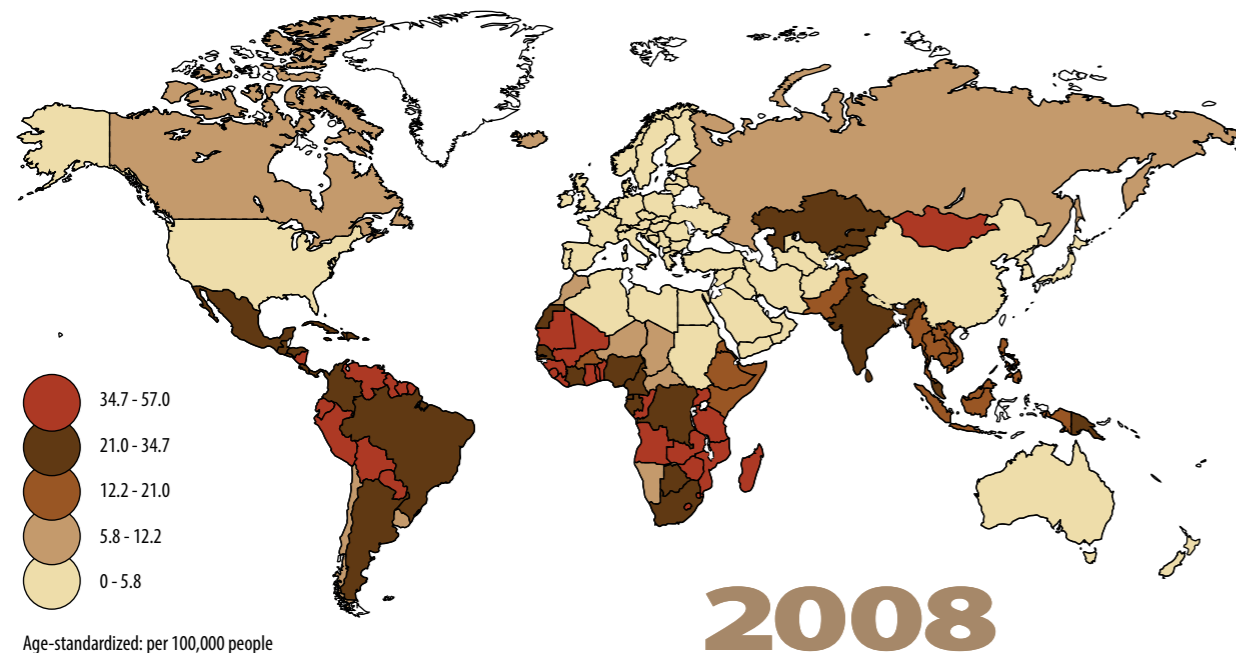 34.7 - 57.0
21.0 - 34.7
12.2 - 21.0
5.8 - 12.2
0 - 5.8
Age-standardized: per 100,000 people
2008